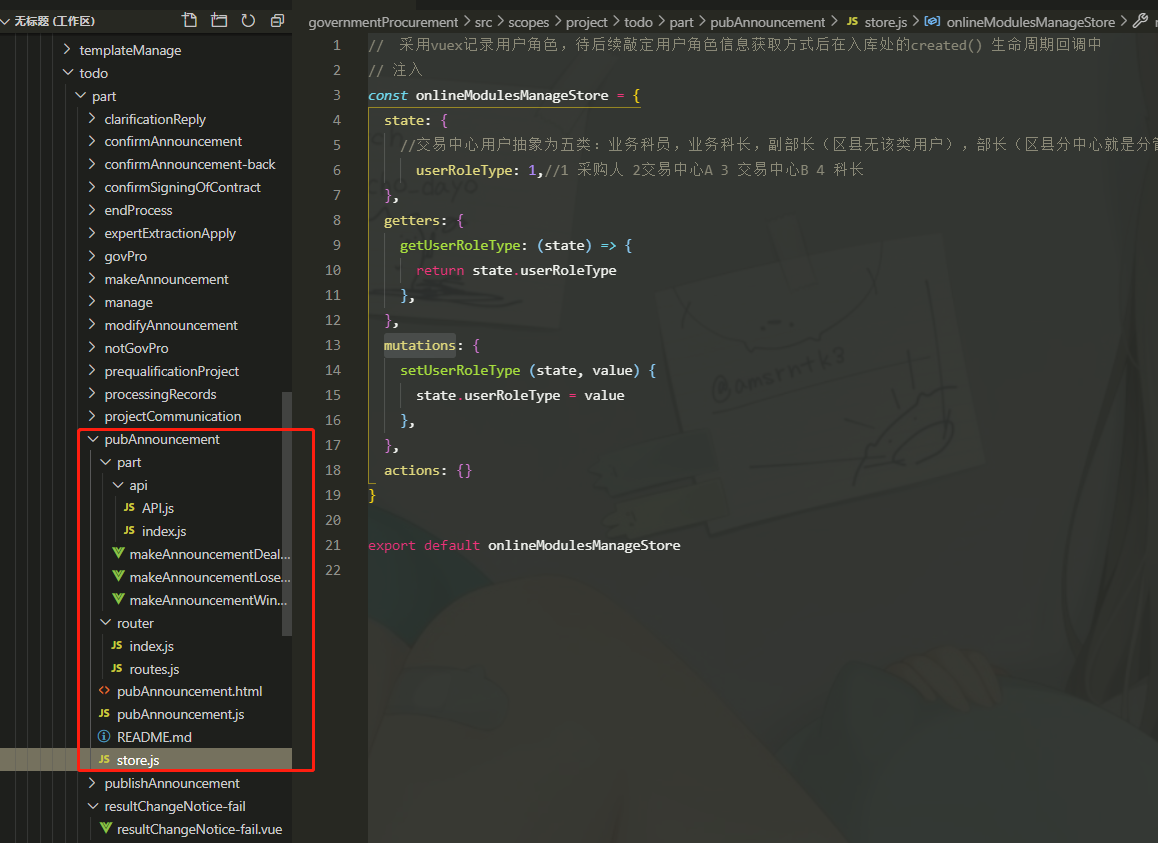 无标题 (工作区)
templateManage
todo
part
clarificationReply
confirmAnnouncement
confirmAnnouncement-back
confirmSigningOfContract
endProcess
expertExtractionApply
govPro
makeAnnouncement
manage
modifyAnnouncement
notGovPro
prequalificationProject
processingRecords
projectCommunication
pubAnnouncement
part
api
JS API.js
JS index.js
makeAnnouncementDeal...
makeAnnouncementLose...
makeAnnouncementWin...
router
JS index.js
JS routes.js
<> pubAnnouncement.html
JS pubAnnouncement.js
README.md
JS store.js
publishAnnouncement
resultChangeNotice-fail
resultChangeNotice-fail.vue
governmentProcurement > src > scopes > project > todo > part > pubAnnouncement > JS store.js > onlineModulesManageStore >
1 // 采用vuex记录用户角色，待后续敲定用户角色信息获取方式后在入库处的created() 生命周期回调中
2 // 注入
3 const onlineModulesManageStore = {
4 state: {
5 //交易中心用户抽象为五类: 业务科员，业务科长，副部长（区县无该类用户），部长（区县分中心就是分管
6 userRoleType: 1,//1 采购人 2交易中心A 3 交易中心B 4 科长
7 },
8 getters: {
9 getUserRoleType: (state) => {
10 return state.userRoleType
11 },
12 },
13 mutations: {
14 setUserRoleType (state, value) {
15 state.userRoleType = value
16 },
17 },
18 actions: {}
19 }
20
21 export default onlineModulesManageStore
22
@amsrntk3